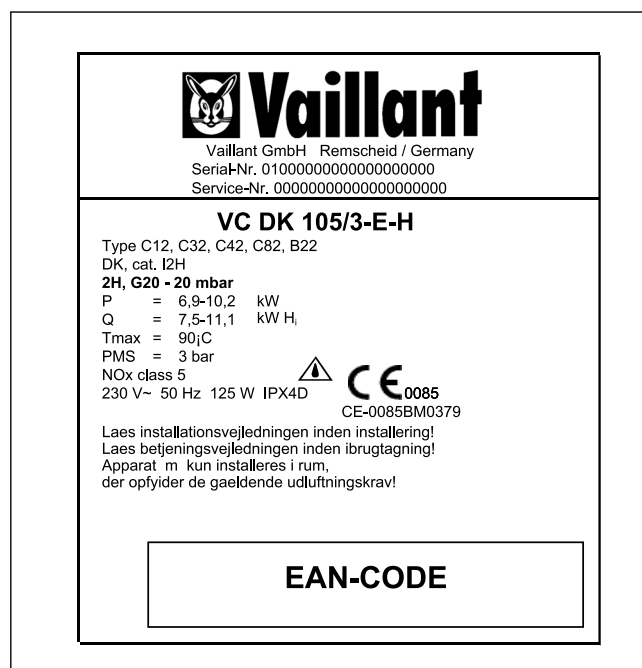 Vaillant
Vaillant GmbH Remscheid / Germany
Serial-Nr. 01000000000000000000
Service-Nr. 00000000000000000000
VC DK 105/3-E-H
Type C12, C32, C42, C82, B22
DK, cat. I2H
2H, G20 - 20 mbar
P = 6,9-10,2 kW
Q = 7,5-11,1 kW Hi
Tmax = 90¡C
PMS = 3 bar
NOx class 5
230 V~ 50 Hz 125 W IPX4D
CE 0085
CE-0085BM0379
Laes installationsvejledningen inden installering!
Laes betjeningsvejledningen inden ibrugtagning!
Apparat m kun installeres i rum,
der opfyider de gaeldende udluftningskrav!
EAN-CODE